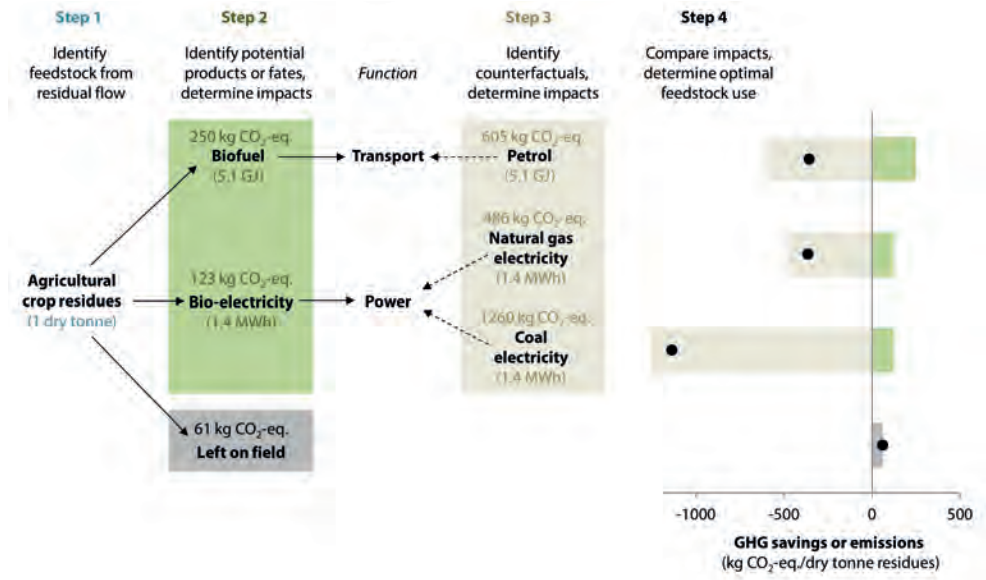 Step 1
Identify
feedstock from
residual flow
Step 2
Identify potential
products or fates,
determine impacts
Function
Step 3
Identify
counterfactuals,
determine impacts
Step 4
Compare impacts,
determine optimal
feedstock use
Agricultural
crop residues
(1 dry tonne)
250 kg CO₂-eq.
Biofuel
(5.1 GJ)
123 kg CO₂-eq.
Bio-electricity
(1.4 MWh)
61 kg CO₂-eq.
Left on field
Transport
Power
605 kg CO₂-eq.
Petrol
(5.1 GJ)
486 kg CO₂-eq.
Natural gas
electricity
(1.4 MWh)
1260 kg CO₂-eq.
Coal
electricity
(1.4 MWh)
-1000 0 500
GHG savings or emissions
(kg CO₂-eq./dry tonne residues)